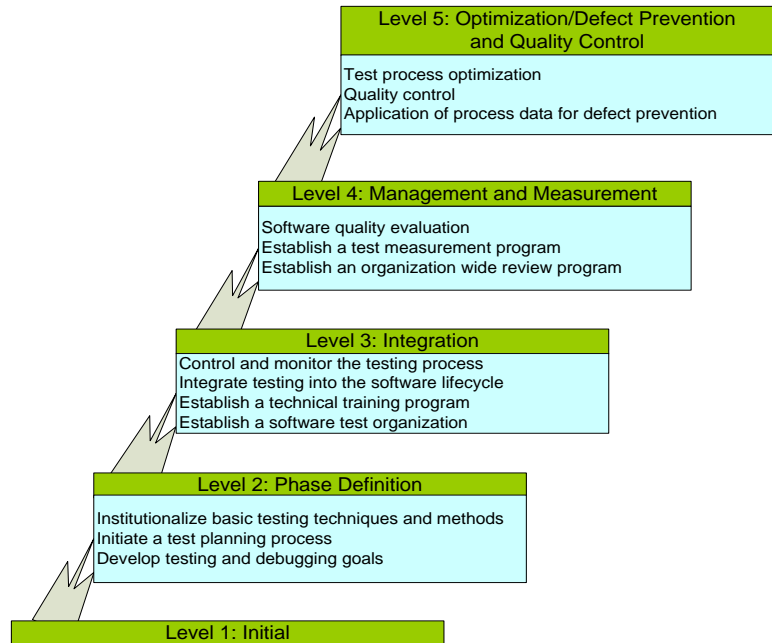 Level 5: Optimization/Defect Prevention
and Quality Control
Test process optimization
Quality control
Application of process data for defect prevention
Level 4: Management and Measurement
Software quality evaluation
Establish a test measurement program
Establish an organization wide review program
Level 3: Integration
Control and monitor the testing process
Integrate testing into the software lifecycle
Establish a technical training program
Establish a software test organization
Level 2: Phase Definition
Institutionalize basic testing techniques and methods
Initiate a test planning process
Develop testing and debugging goals
Level 1: Initial